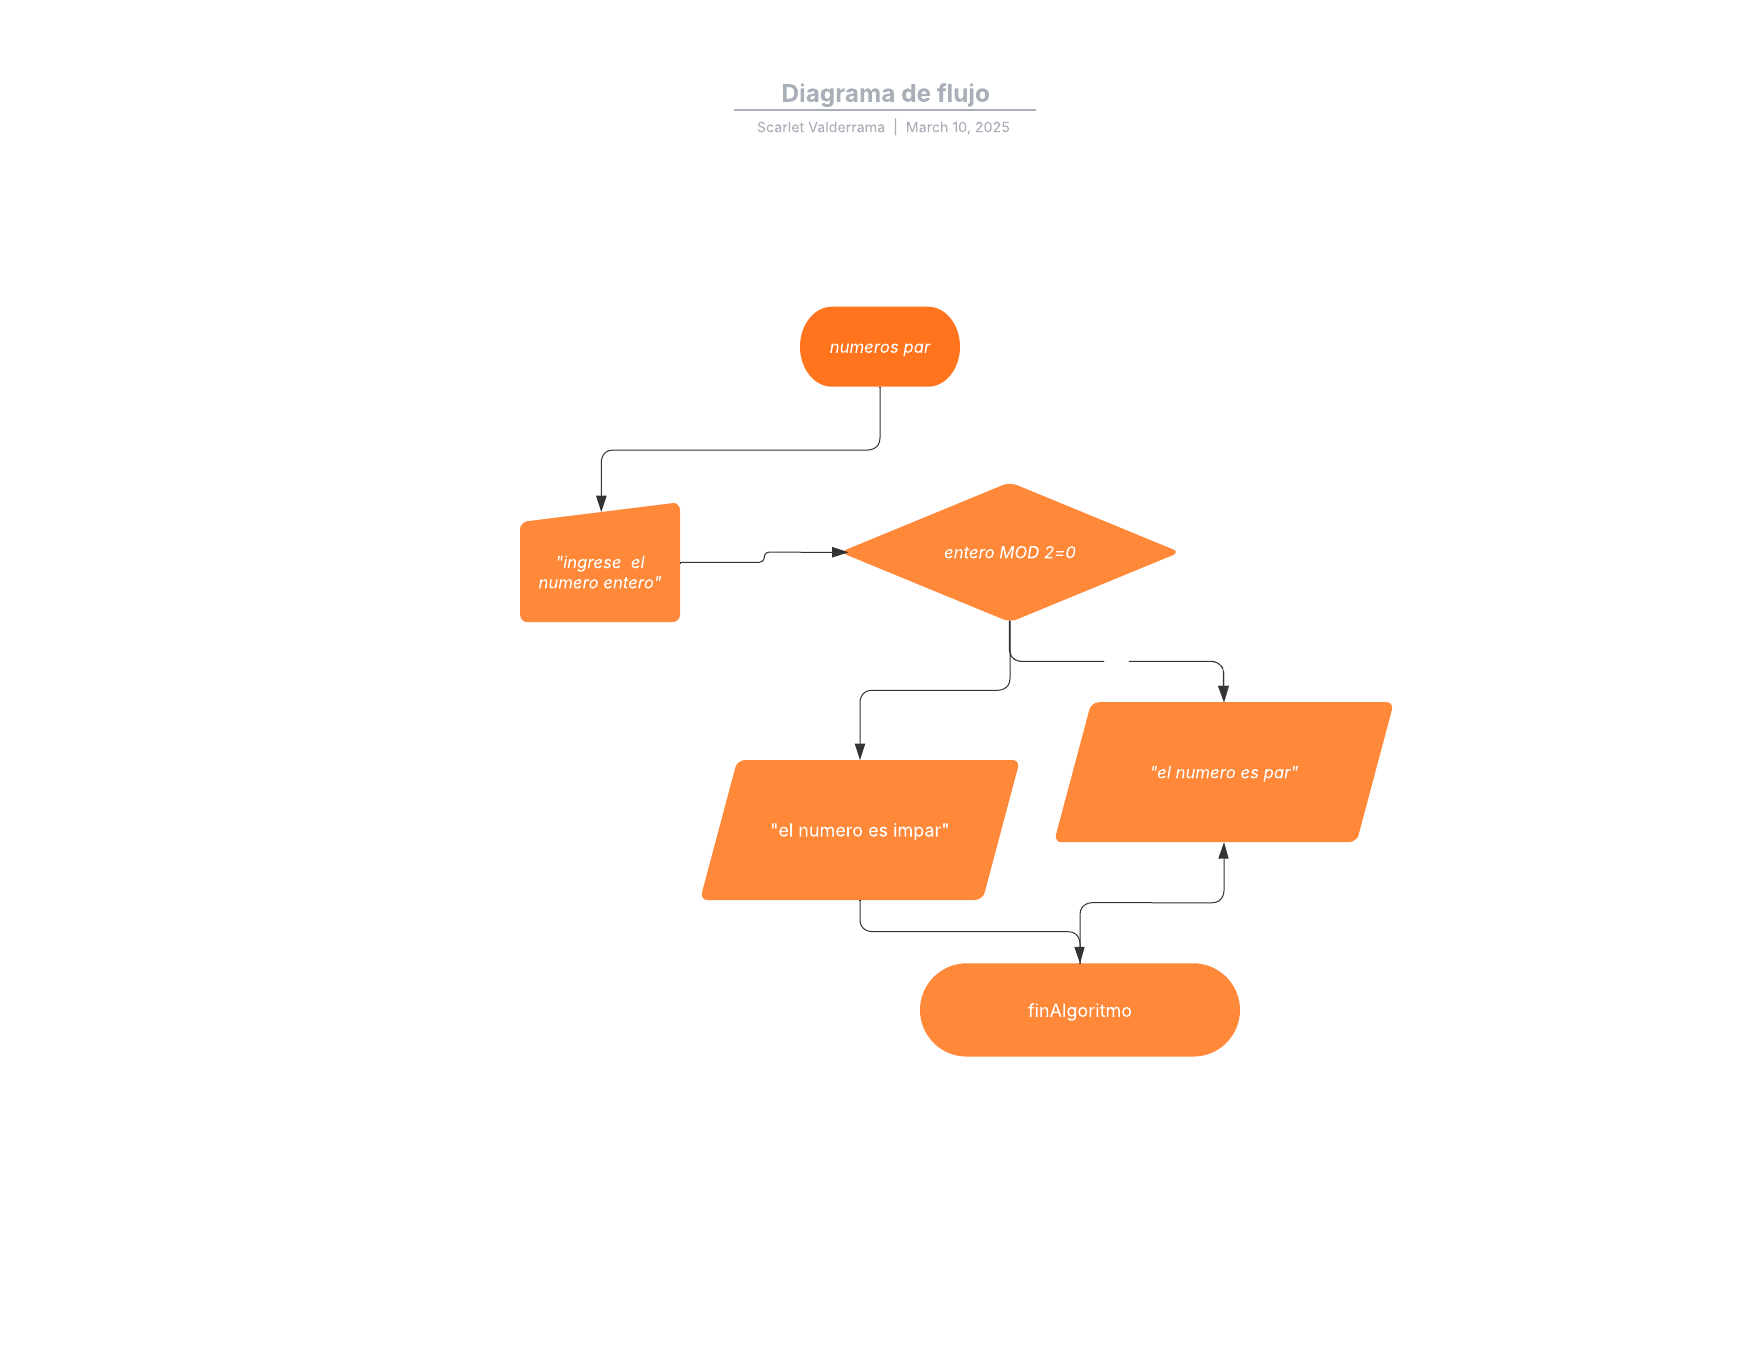 Diagrama de flujo
Scarlet Valderrama | March 10, 2025
numeros par
"ingrese  el
numero entero"
entero MOD 2=0
"el numero es par"
"el numero es impar"
finAlgoritmo